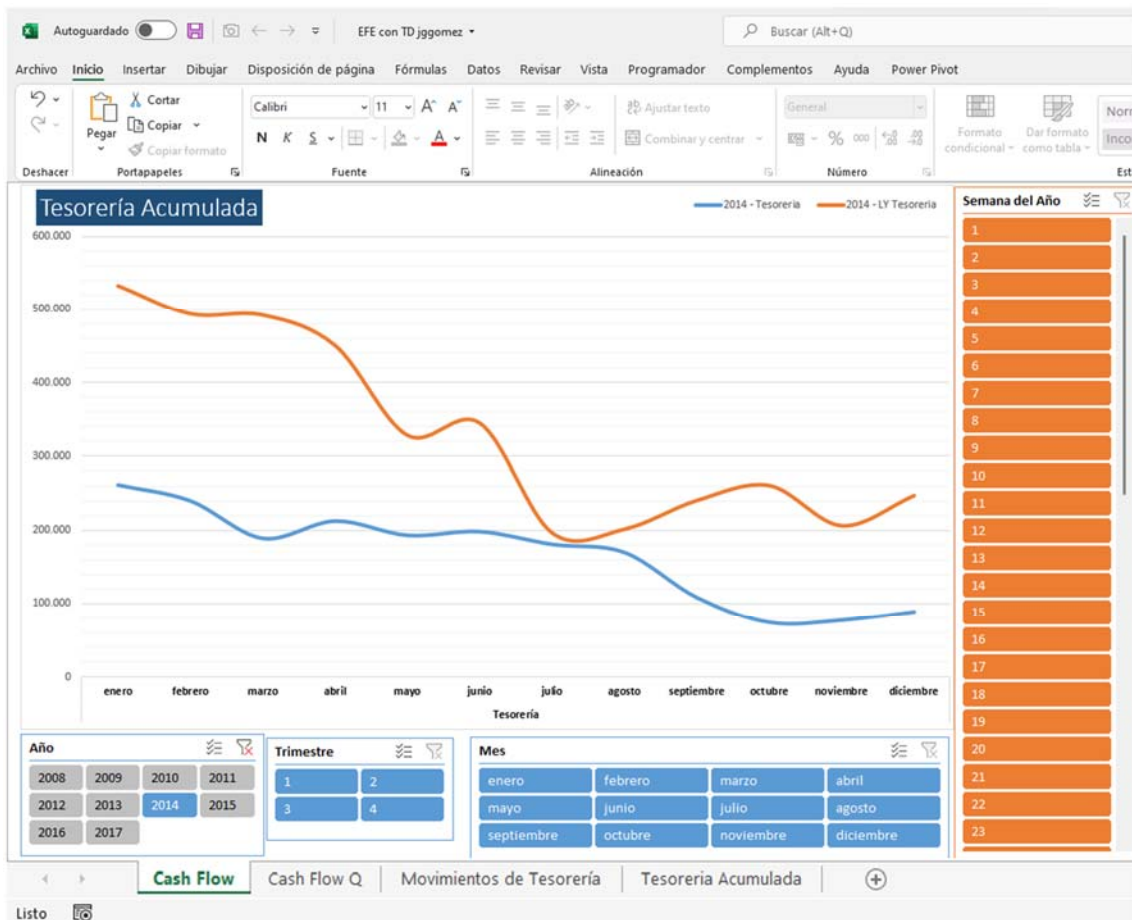 Autoguardado EFE con TD jggomez Buscar (Alt+Q)
Archivo Inicio Insertar Dibujar Disposición de página Fórmulas Datos Revisar Vista Programador Complementos Ayuda Power Pivot
Pegar
Cortar
Copiar
Copiar formato
Calibri 11 A A
N K S A
Ajustar texto
Combinar y centrar
General
% 000
Formato condicional
Dar formato como tabla
Norm
Inco
Deshacer Portapapeles Fuente Alineación Número Est
Tesorería Acumulada
2014 - Tesoreria 2014 - LY Tesoreria
600.000
500.000
400.000
300.000
200.000
100.000
0
enero febrero marzo abril mayo junio julio agosto septiembre octubre noviembre diciembre
Tesorería
Semana del Año
1
2
3
4
5
6
7
8
9
10
11
12
13
14
15
16
17
18
19
20
21
22
23
Año
2008 2009 2010 2011
2012 2013 2014 2015
2016 2017
Trimestre
1 2
3 4
Mes
enero febrero marzo abril
mayo junio julio agosto
septiembre octubre noviembre diciembre
Cash Flow Cash Flow Q Movimientos de Tesorería Tesoreria Acumulada
Listo